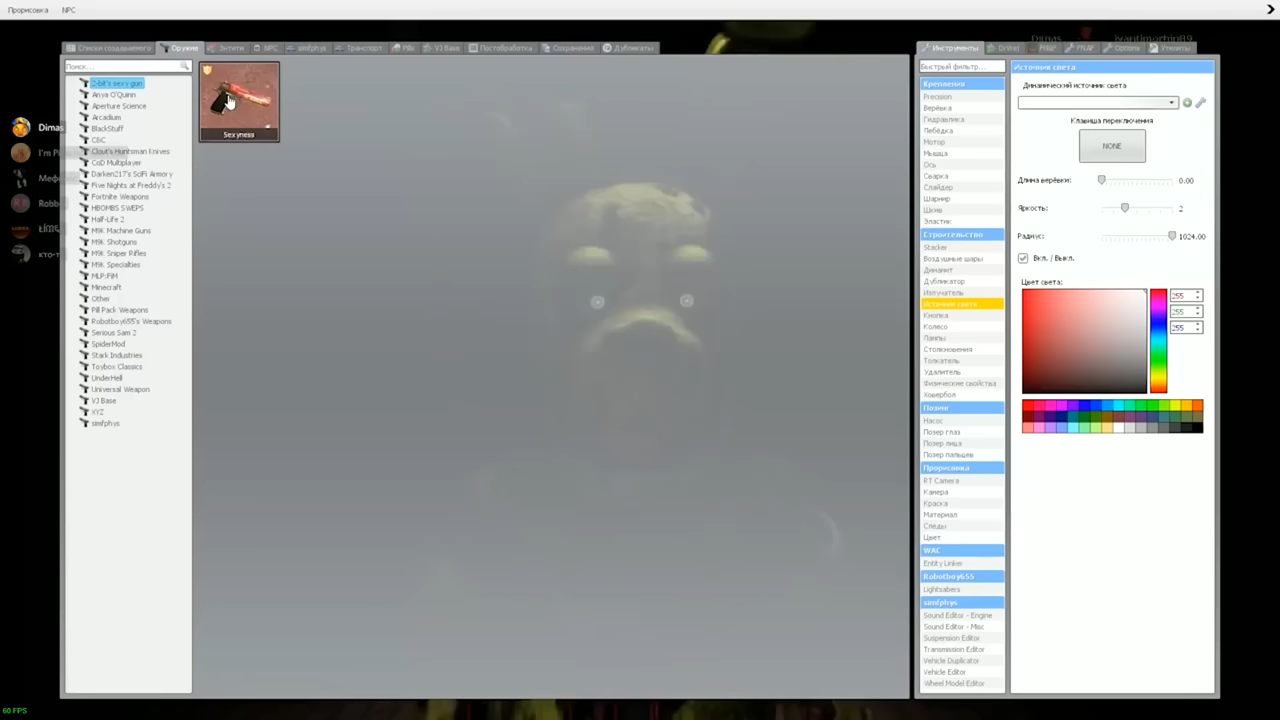 Прорисовка NPC
Списки создаваемого
Оружие
Энтити
NPC
simfphys
Транспорт
Pills
VJ Base
Постобработка
Сохранения
Дубликаты
Поиск...
2-bit's sexy gun
Anya O'Quinn
Aperture Science
Arcadium
BlackStuff
CSC
Clout's Huntsman Knives
CoD Multiplayer
Darken217's SciFi Armory
Five Nights at Freddy's 2
Fortnite Weapons
HBOMBS SWEPS
Half-Life 2
M9K Machine Guns
M9K Shotguns
M9K Sniper Rifles
M9K Specialties
MLP:FiM
Minecraft
Other
Pill Pack Weapons
Robotboy655's Weapons
Serious Sam 2
SpiderMod
Stark Industries
Toybox Classics
UnderHell
Universal Weapon
VJ Base
XYZ
simfphys
Sexyness
Dimas
Инструменты
Options
Утилиты
Быстрый фильтр...
Крепления
Precision
Верёвка
Гидравлика
Лебёдка
Мотор
Мышца
Ось
Сварка
Слайдер
Шарнир
Шкив
Эластик
Строительство
Stacker
Воздушные шары
Динамит
Дубликатор
Излучатель
Источник света
Кнопка
Колесо
Лампы
Столкновения
Толкатель
Удалитель
Физические свойства
Ховербол
Позинг
Насос
Позер глаз
Позер лица
Позер пальцев
Прорисовка
RT Camera
Камера
Краска
Материал
Следы
Цвет
WAC
Entity Linker
Robotboy655
Lightsabers
simfphys
Sound Editor - Engine
Sound Editor - Misc
Suspension Editor
Transmission Editor
Vehicle Duplicator
Vehicle Editor
Wheel Model Editor
Источник света
Динамический источник света
Клавиша переключения
NONE
Длина верёвки: 0.00
Яркость: 2
Радиус: 1024.00
Вкл. / Выкл.
Цвет света:
255
255
255
60 FPS